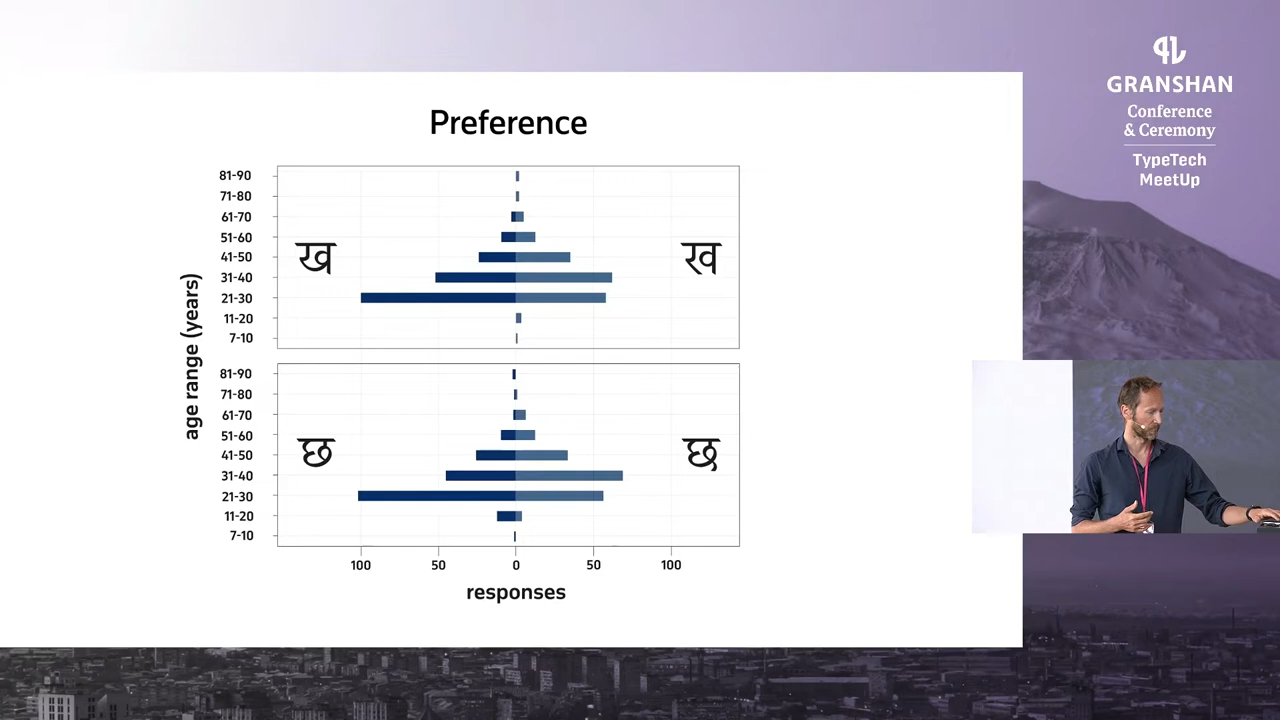 Preference
81-90
71-80
61-70
51-60
41-50
31-40
21-30
11-20
7-10
ख
ख
81-90
71-80
61-70
51-60
41-50
31-40
21-30
11-20
7-10
छ
छ
age range (years)
100
50
0
50
100
responses
GRANSHAN
Conference
& Ceremony
TypeTech
MeetUp